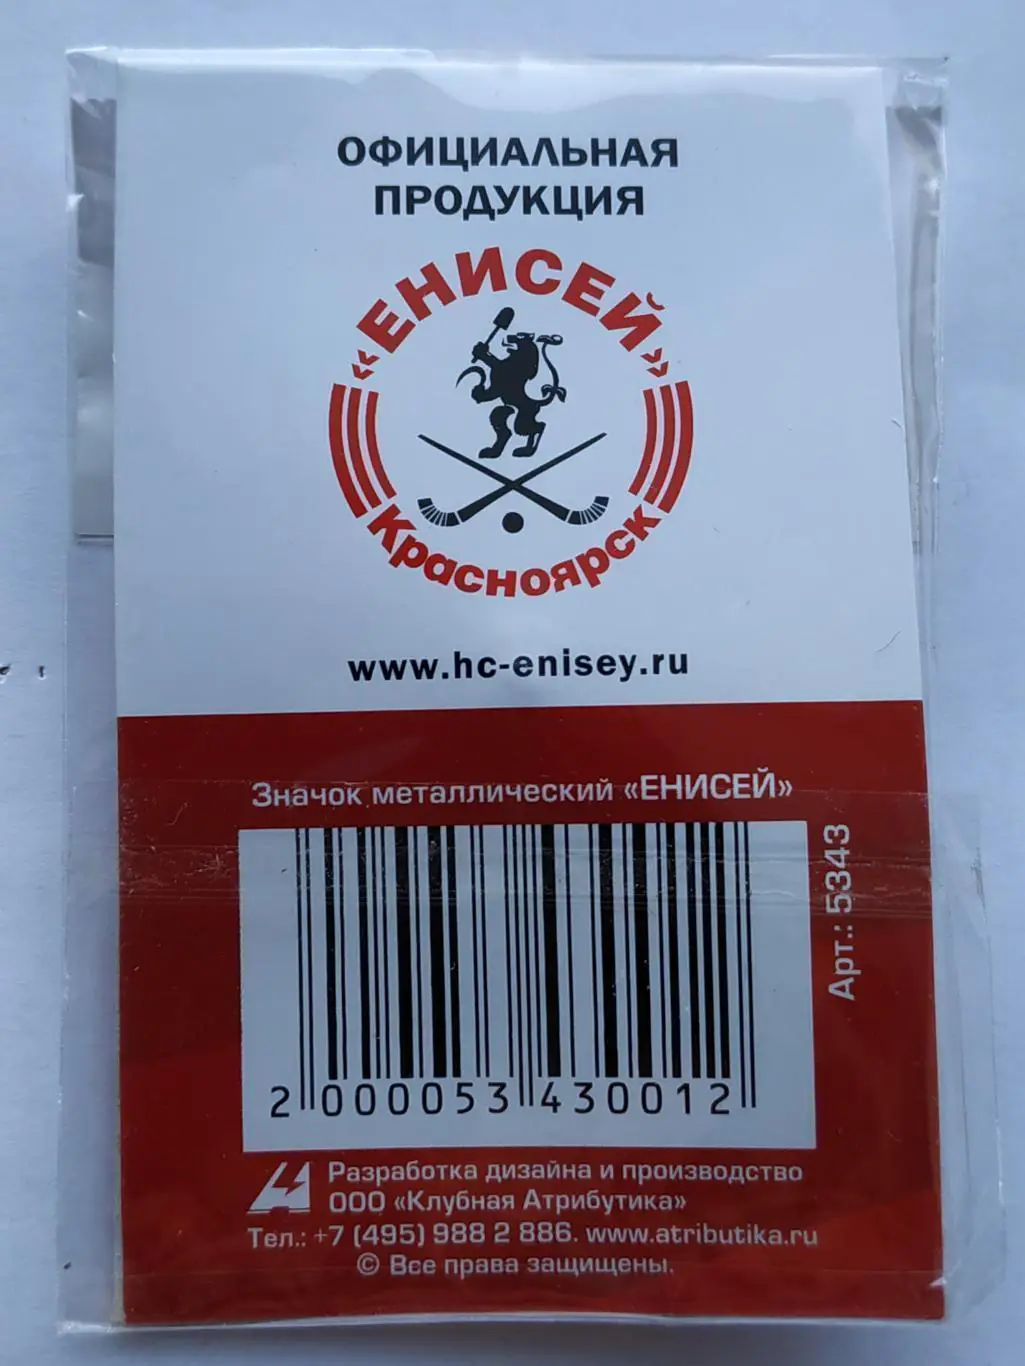 ОФИЦИАЛЬНАЯ
ПРОДУКЦИЯ
«ЕНИСЕЙ»
Красноярск
www.hc-enisey.ru
Значок металлический «ЕНИСЕЙ»
Арт.: 5343
2 000053 430012
Разработка дизайна и производство
ООО «Клубная Атрибутика»
Тел.: +7 (495) 988 2 886. www.atributika.ru
© Все права защищены.